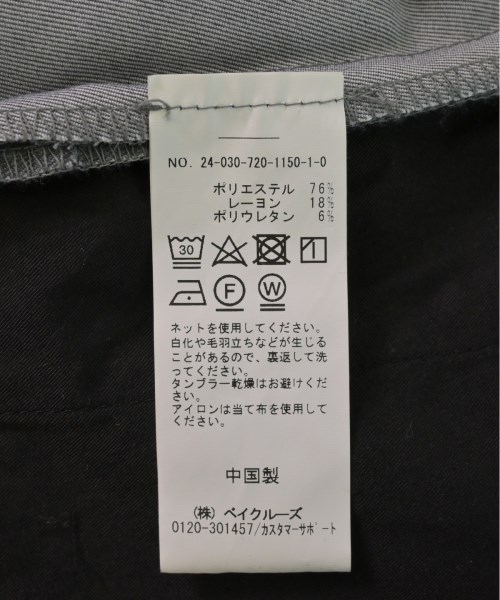 NO. 24-030-720-1150-1-0
ポリエステル 76%
レーヨン 18%
ポリウレタン 6%
30
F W
ネットを使用してください。
白化や毛羽立ちなどが生じる
ことがあるので、裏返して洗
ってください。
タンブラー乾燥はお避けくだ
さい。
アイロンは当て布を使用して
ください。
中国製
(株) ベイクルーズ
0120-301457/カスタマーサポート